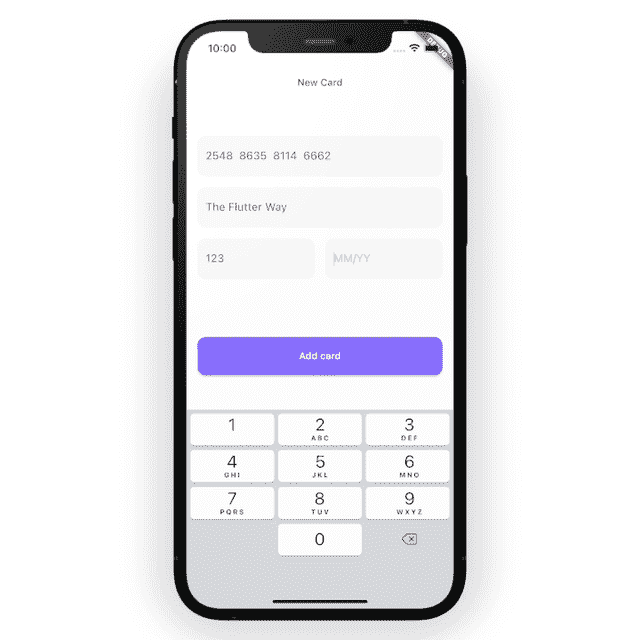 10:00
DEBUG
New Card
2548 8635 8114 6662
The Flutter Way
123 MM/YY
Add card
1 2 3
ABC DEF
4 5 6
GHI JKL MNO
7 8 9
PQRS TUV WXYZ
0